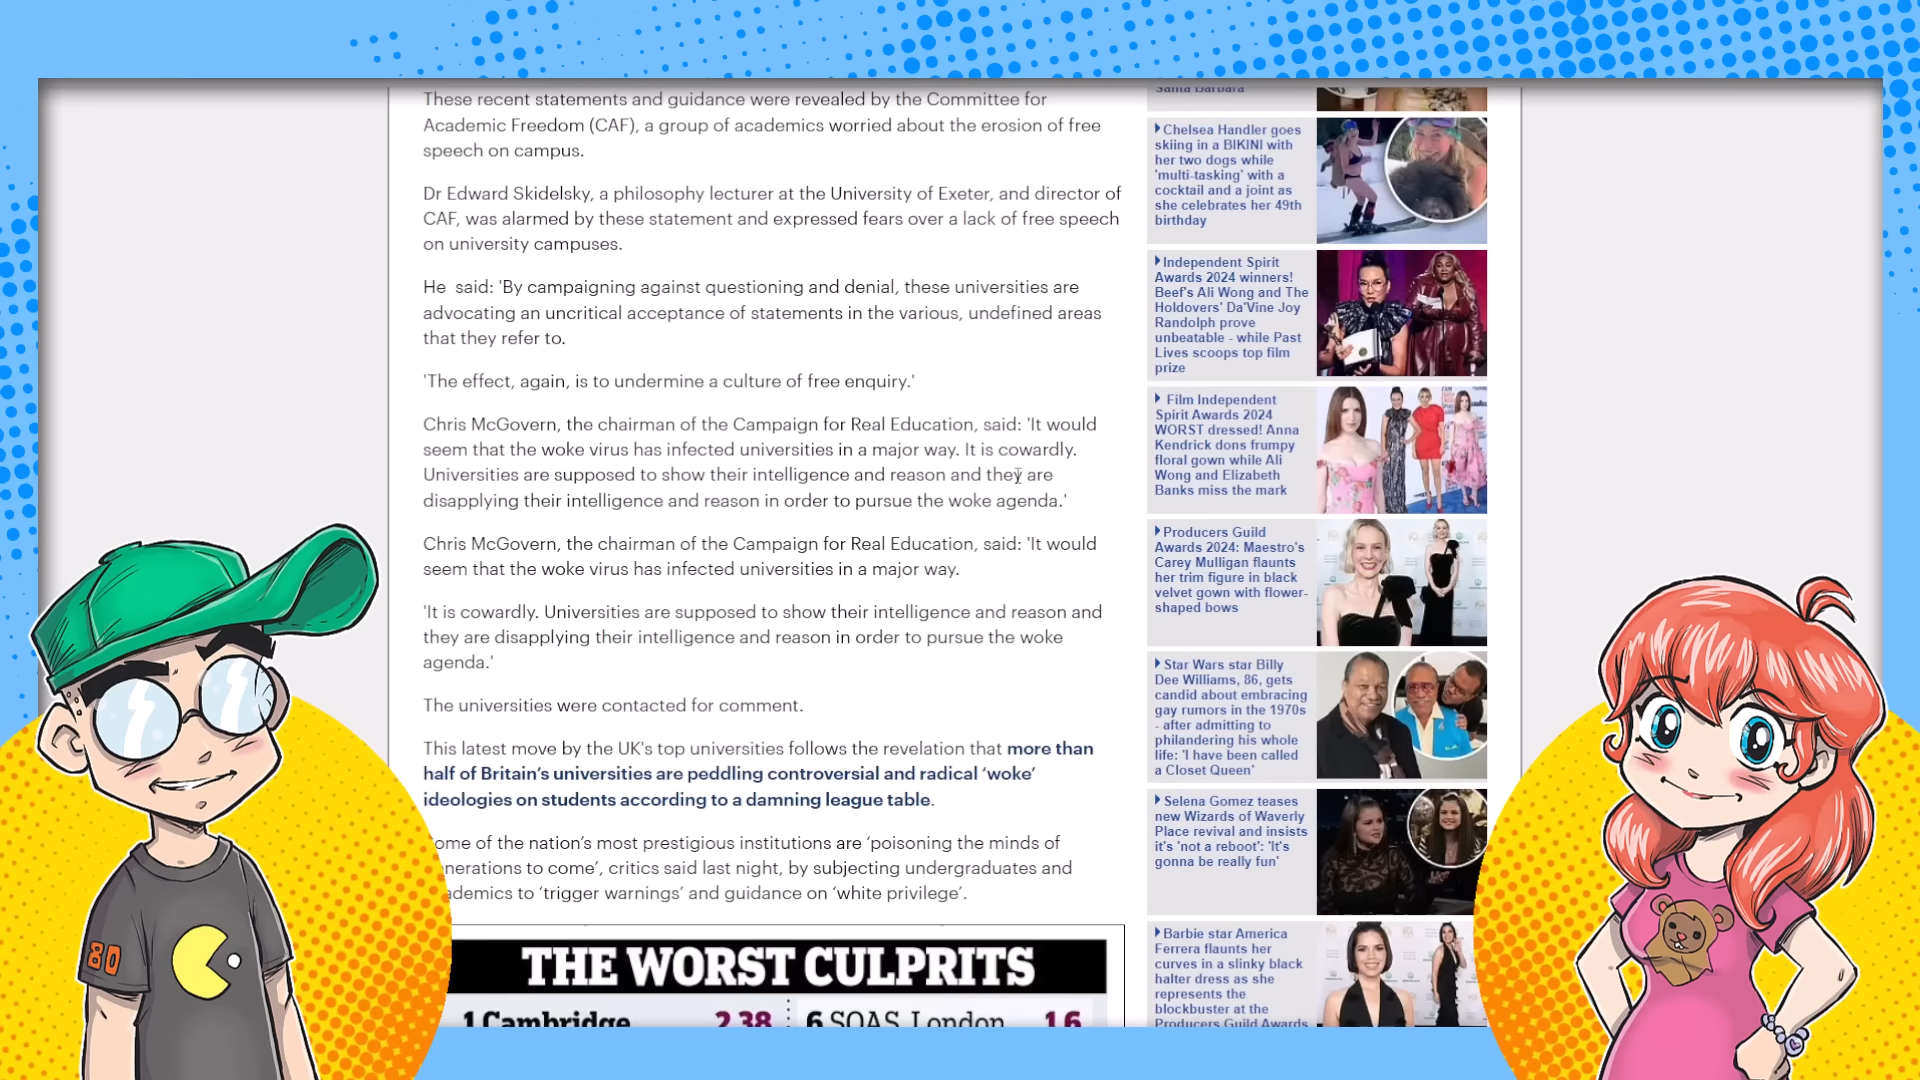 These recent statements and guidance were revealed by the Committee for
Academic Freedom (CAF), a group of academics worried about the erosion of free
speech on campus.
Dr Edward Skidelsky, a philosophy lecturer at the University of Exeter, and director of
CAF, was alarmed by these statement and expressed fears over a lack of free speech
on university campuses.
He said: 'By campaigning against questioning and denial, these universities are
advocating an uncritical acceptance of statements in the various, undefined areas
that they refer to.
'The effect, again, is to undermine a culture of free enquiry.'
Chris McGovern, the chairman of the Campaign for Real Education, said: 'It would
seem that the woke virus has infected universities in a major way. It is cowardly.
Universities are supposed to show their intelligence and reason and they are
disapplying their intelligence and reason in order to pursue the woke agenda.'
Chris McGovern, the chairman of the Campaign for Real Education, said: 'It would
seem that the woke virus has infected universities in a major way.
'It is cowardly. Universities are supposed to show their intelligence and reason and
they are disapplying their intelligence and reason in order to pursue the woke
agenda.'
The universities were contacted for comment.
This latest move by the UK's top universities follows the revelation that more than
half of Britain's universities are peddling controversial and radical 'woke'
ideologies on students according to a damning league table.
ome of the nation's most prestigious institutions are 'poisoning the minds of
nerations to come', critics said last night, by subjecting undergraduates and
ademics to 'trigger warnings' and guidance on 'white privilege'.
THE WORST CULPRITS
1 Cambridge 2.38
6 SOAS, London 1.6
Santa Barbara
Chelsea Handler goes
skiing in a BIKINI with
her two dogs while
'multi-tasking' with a
cocktail and a joint as
she celebrates her 49th
birthday
Independent Spirit
Awards 2024 winners!
Beef's Ali Wong and The
Holdovers' Da'Vine Joy
Randolph prove
unbeatable - while Past
Lives scoops top film
prize
Film Independent
Spirit Awards 2024
WORST dressed! Anna
Kendrick dons frumpy
floral gown while Ali
Wong and Elizabeth
Banks miss the mark
Producers Guild
Awards 2024: Maestro's
Carey Mulligan flaunts
her trim figure in black
velvet gown with flower-
shaped bows
Star Wars star Billy
Dee Williams, 86, gets
candid about embracing
gay rumors in the 1970s
- after admitting to
philandering his whole
life: 'I have been called
a Closet Queen'
Selena Gomez teases
new Wizards of Waverly
Place revival and insists
it's 'not a reboot': 'It's
gonna be really fun'
Barbie star America
Ferrera flaunts her
curves in a slinky black
halter dress as she
represents the
blockbuster at the
Producers Guild Awards
80